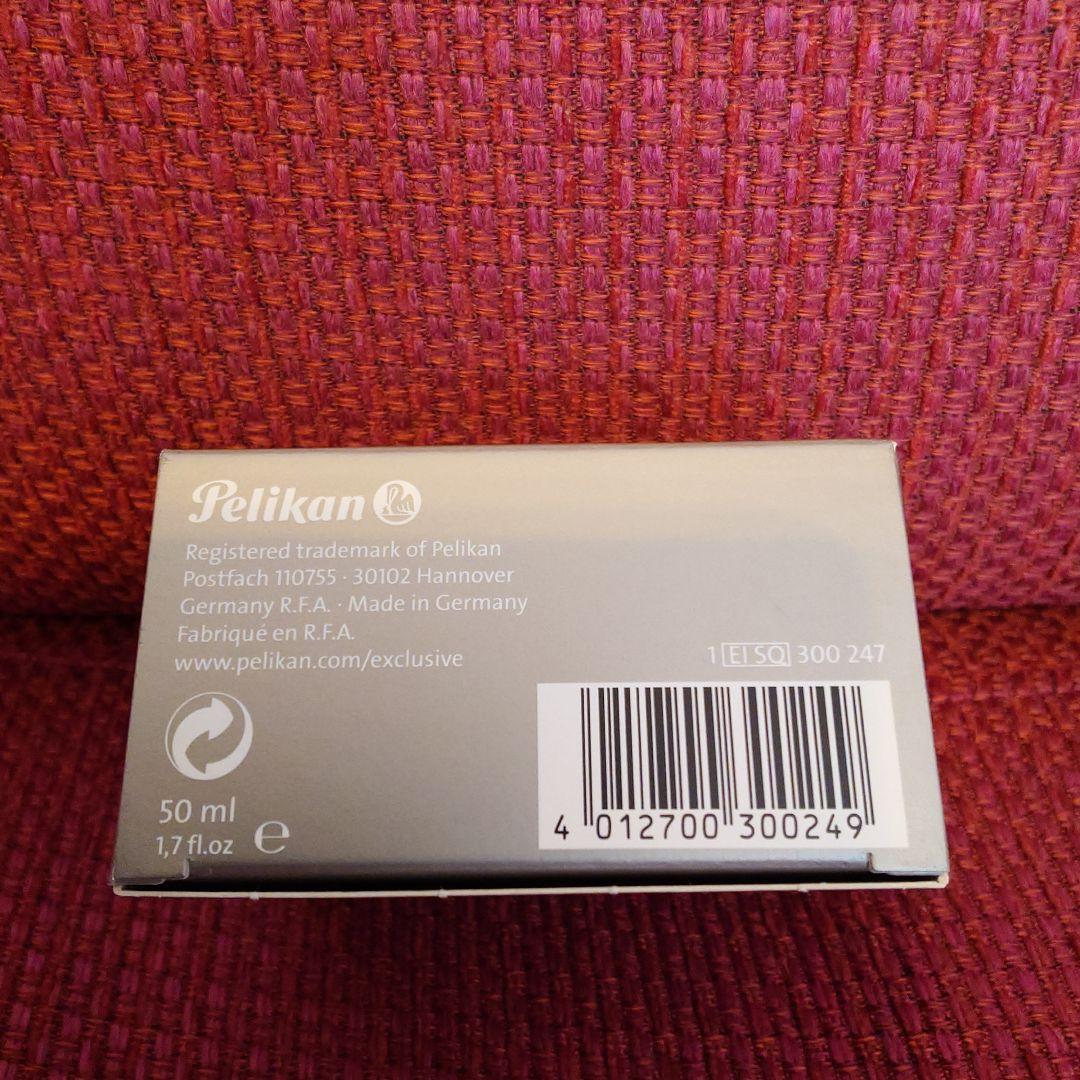 Pelikan
Registered trademark of Pelikan
Postfach 110755 · 30102 Hannover
Germany R.F.A. · Made in Germany
Fabriqué en R.F.A.
www.pelikan.com/exclusive
1 EI SQ 300 247
50 ml
1,7 fl.oz ℮
4 012700 300249